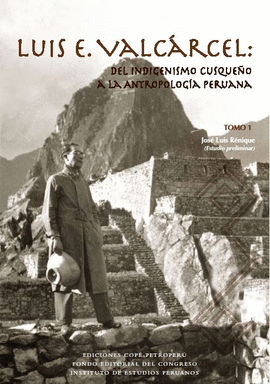 LUIS E. VALCÁRCEL:
DEL INDIGENISMO CUSQUEÑO
A LA ANTROPOLOGÍA PERUANA
TOMO 1
José Luis Rénique
(Estudio preliminar)
EDICIONES COPÉ-PETROPERÚ
FONDO EDITORIAL DEL CONGRESO
INSTITUTO DE ESTUDIOS PERUANOS